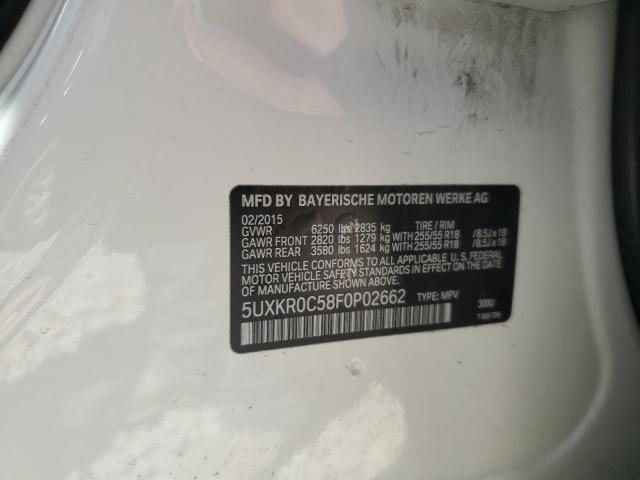 MFD BY BAYERISCHE MOTOREN WERKE AG
02/2015
GVWR 6250 lbs 2835 kg TIRE / RIM
GAWR FRONT 2820 lbs 1279 kg WITH 255/55 R18 /8.5J x 18
GAWR REAR 3580 lbs 1624 kg WITH 255/55 R18 /8.5J x 18
THIS VEHICLE CONFORMS TO ALL APPLICABLE U.S. FEDERAL
MOTOR VEHICLE SAFETY STANDARDS IN EFFECT ON THE DATE
OF MANUFACTURE SHOWN ABOVE.
5UXKR0C58F0P02662 TYPE: MPV 300U